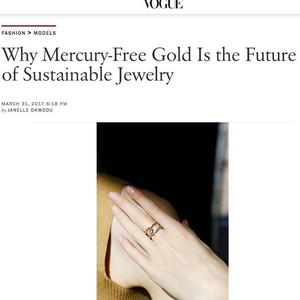 VOGUE
FASHION > MODELS
Why Mercury-Free Gold Is the Future
of Sustainable Jewelry
MARCH 31, 2017 6:18 PM
by JANELLE OKWODU